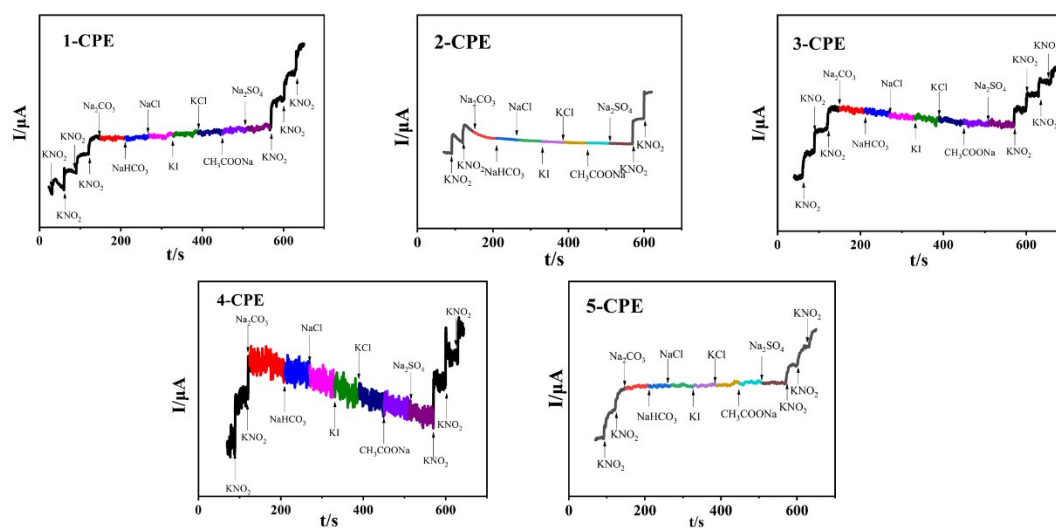 1-CPE
I/μA
KNO₂
KNO₂
KNO₂
KNO₂
Na₂CO₃
NaHCO₃
NaCl
KI
KCl
CH₃COONa
Na₂SO₄
KNO₂
KNO₂
KNO₂
0 200 400 600
t/s
2-CPE
I/μA
KNO₂
KNO₂
Na₂CO₃
NaHCO₃
NaCl
KI
KCl
CH₃COONa
Na₂SO₄
KNO₂
KNO₂
0 200 400 600
t/s
3-CPE
I/μA
KNO₂
KNO₂
KNO₂
Na₂CO₃
NaHCO₃
NaCl
KI
KCl
CH₃COONa
Na₂SO₄
KNO₂
KNO₂
KNO₂
KNO₂
0 200 400 600
t/s
4-CPE
I/μA
KNO₂
KNO₂
Na₂CO₃
NaHCO₃
NaCl
KI
KCl
CH₃COONa
Na₂SO₄
KNO₂
KNO₂
KNO₂
0 200 400 600
t/s
5-CPE
I/μA
KNO₂
KNO₂
Na₂CO₃
NaHCO₃
NaCl
KI
KCl
CH₃COONa
Na₂SO₄
KNO₂
KNO₂
KNO₂
0 200 400 600
t/s